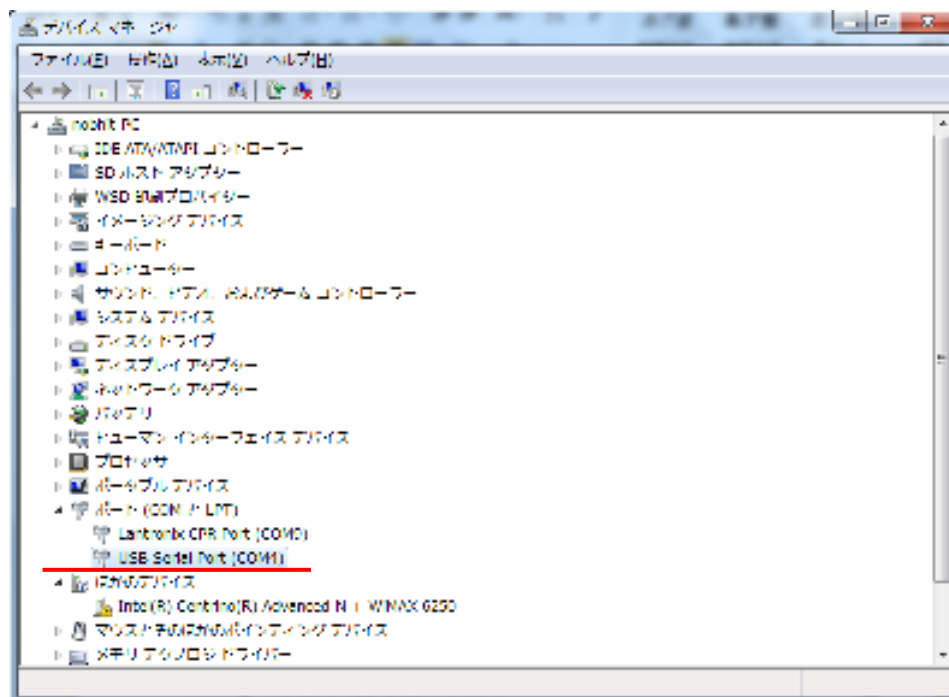 デバイス マネージャ
ファイル(F) 操作(A) 表示(V) ヘルプ(H)
PC
IDE ATA/ATAPI コントローラー
SD ホスト アダプター
WSD 印刷プロバイダー
イメージング デバイス
キーボード
コンピューター
サウンド、ビデオ、およびゲーム コントローラー
システム デバイス
ディスク ドライブ
ディスプレイ アダプター
ネットワーク アダプター
バッテリ
ヒューマン インターフェイス デバイス
プロセッサ
ポータブル デバイス
ポート (COM と LPT)
Lantronix CPR Port
USB Serial Port (COM4)
ほかのデバイス
Intel(R) Centrino(R) Advanced-N + WiMAX 6250
マウスとそのほかのポインティング デバイス
メモリ テクノロジ ドライバー